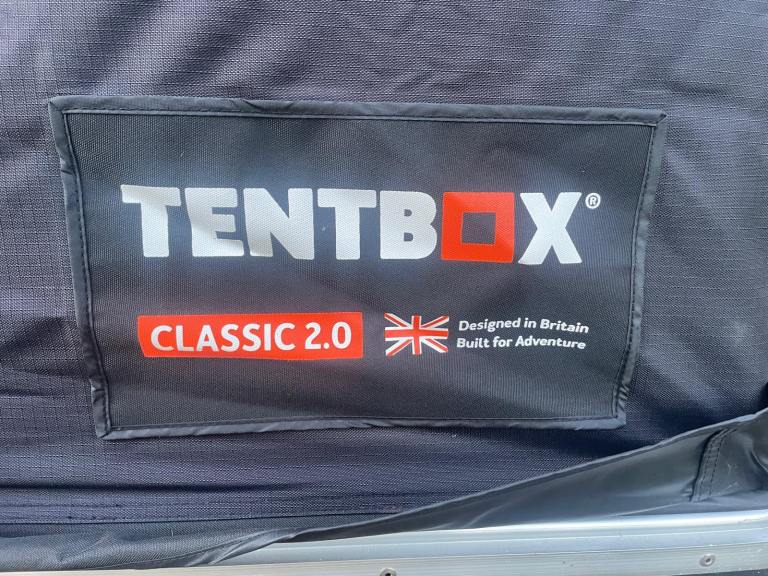 TENTBOX®
CLASSIC 2.0
Designed in Britain
Built for Adventure